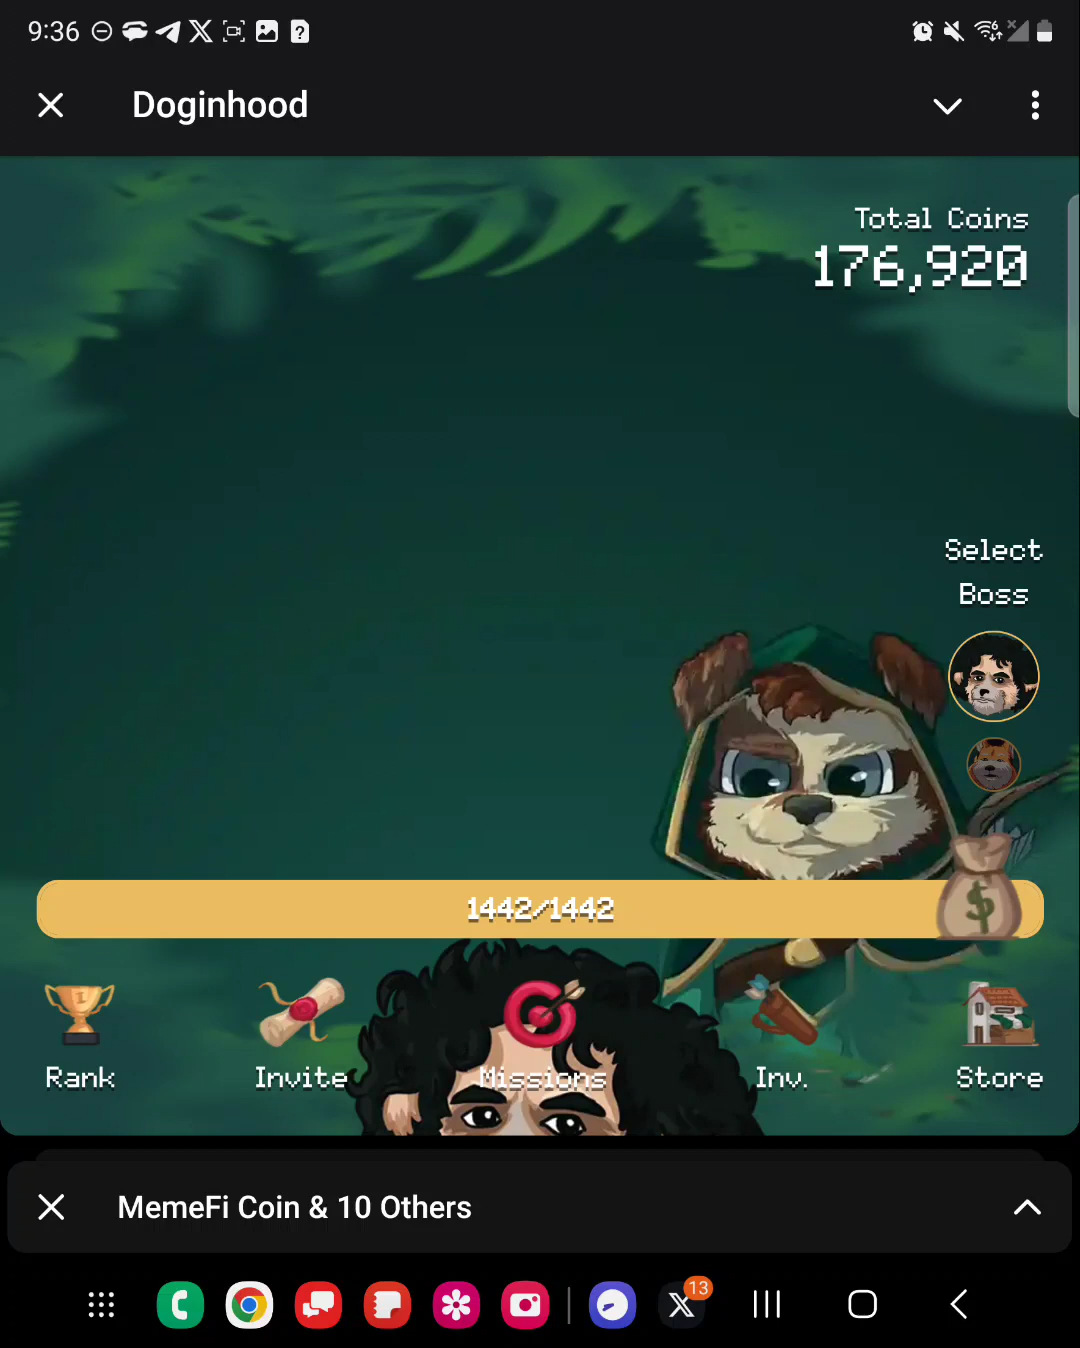 9:36
Doginhood
Total Coins
176,920
Select
Boss
1442/1442
Rank
Invite
Missions
Inv.
Store
MemeFi Coin & 10 Others
13